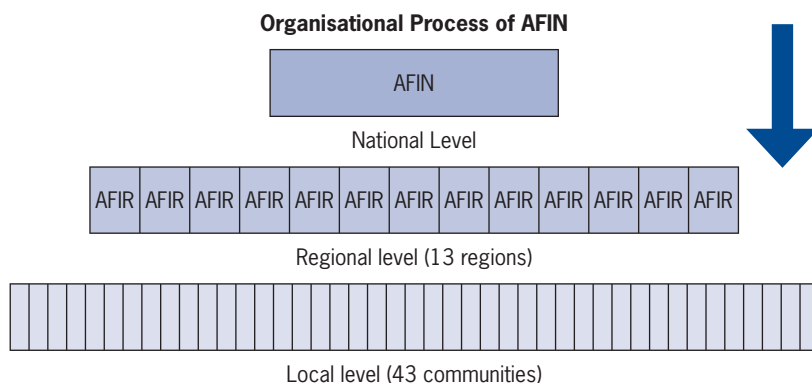 Organisational Process of AFIN
AFIN
National Level
AFIR AFIR AFIR AFIR AFIR AFIR AFIR AFIR AFIR AFIR AFIR AFIR AFIR
Regional level (13 regions)
Local level (43 communities)